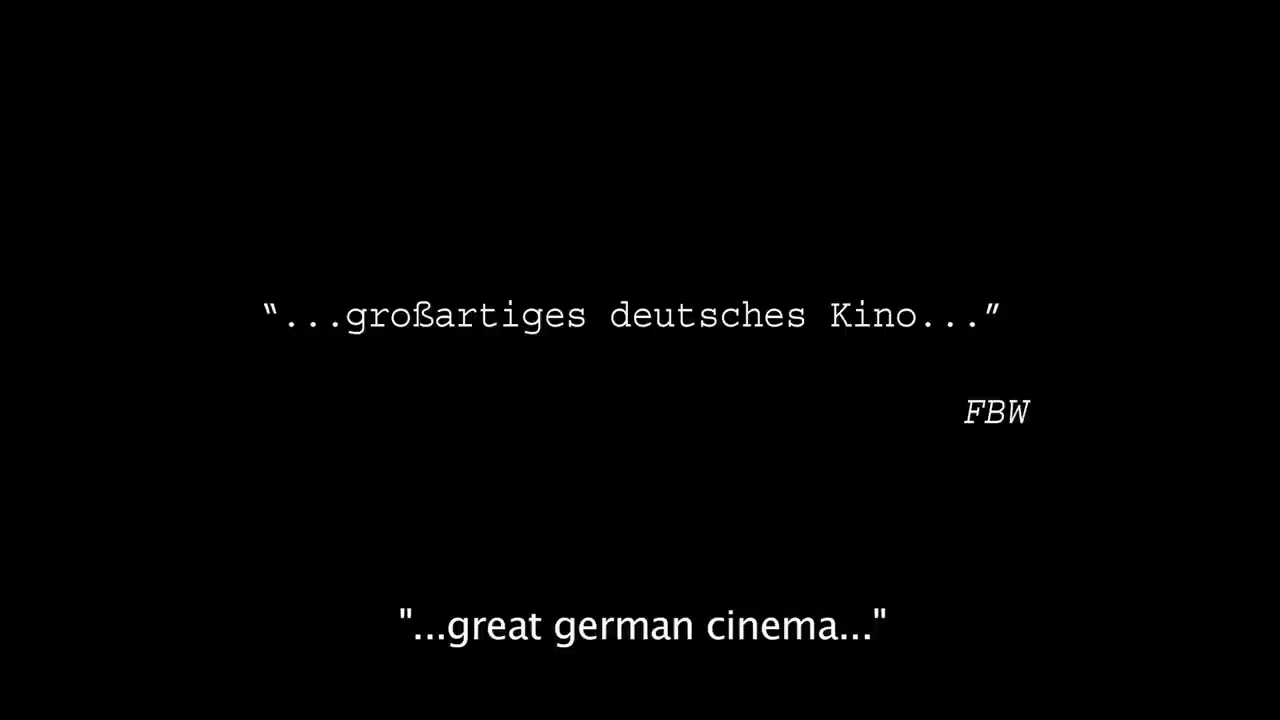 “...großartiges deutsches Kino...”
FBW
"...great german cinema..."